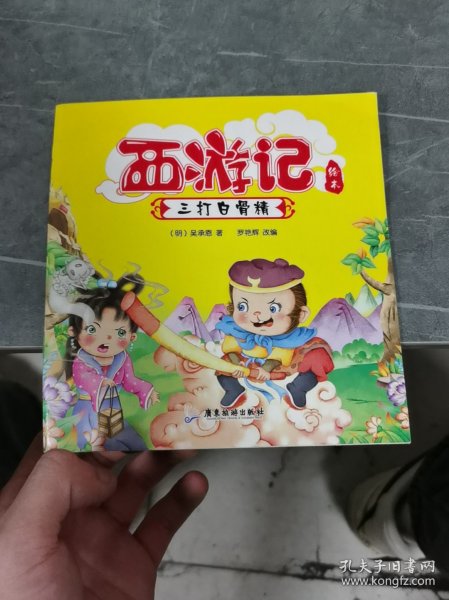 西游记
绘本
三打白骨精
（明）吴承恩 著 罗艳辉 改编
广东旅游出版社
孔夫子旧书网
www.kongfz.com